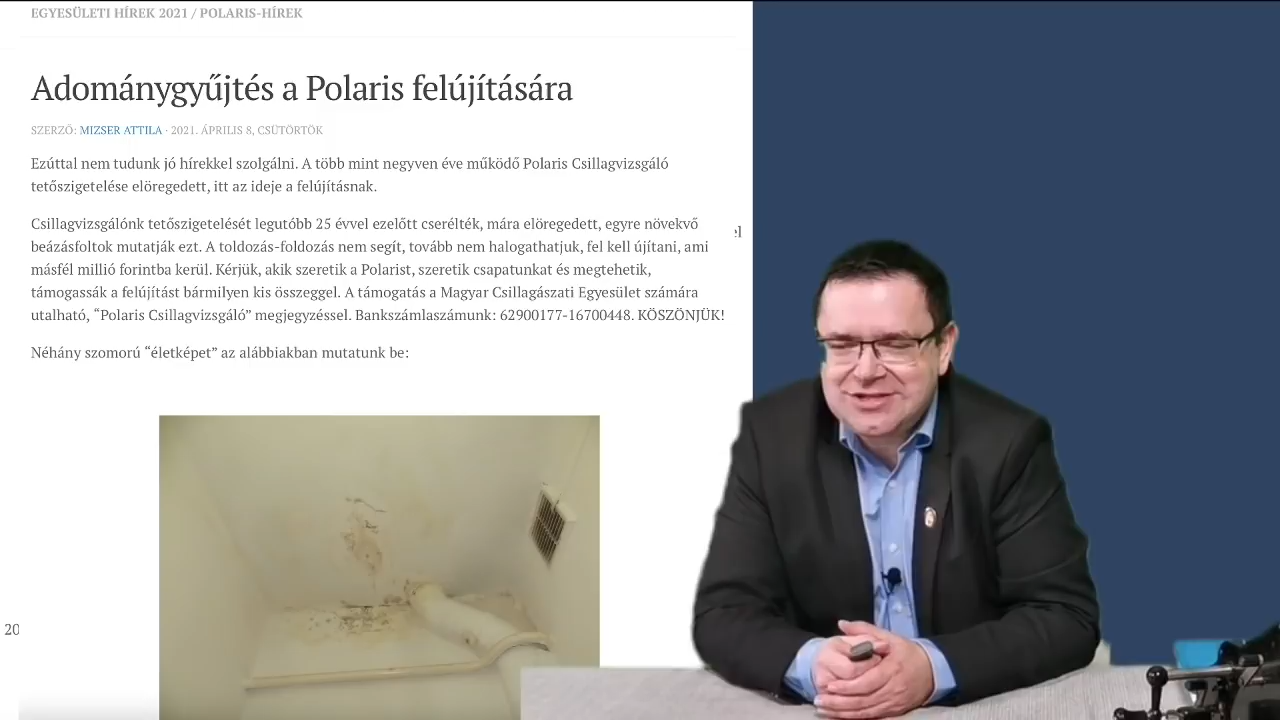 EGYESÜLETI HÍREK 2021 / POLARIS-HÍREK
Adománygyűjtés a Polaris felújítására
SZERZŐ: MIZSER ATTILA · 2021. ÁPRILIS 8, CSÜTÖRTÖK
Ezúttal nem tudunk jó hírekkel szolgálni. A több mint negyven éve működő Polaris Csillagvizsgáló
tetőszigetelése elöregedett, itt az ideje a felújításnak.
Csillagvizsgálónk tetőszigetelését legutóbb 25 évvel ezelőtt cserélték, mára elöregedett, egyre növekvő
beázásfoltok mutatják ezt. A toldozás-foldozás nem segít, tovább nem halogathatjuk, fel kell újítani, ami
másfél millió forintba kerül. Kérjük, akik szeretik a Polarist, szeretik csapatunkat és megtehetik,
támogassák a felújítást bármilyen kis összeggel. A támogatás a Magyar Csillagászati Egyesület számára
utalható, “Polaris Csillagvizsgáló” megjegyzéssel. Bankszámlaszámunk: 62900177-16700448. KÖSZÖNJÜK!
Néhány szomorú “életképet” az alábbiakban mutatunk be:
20